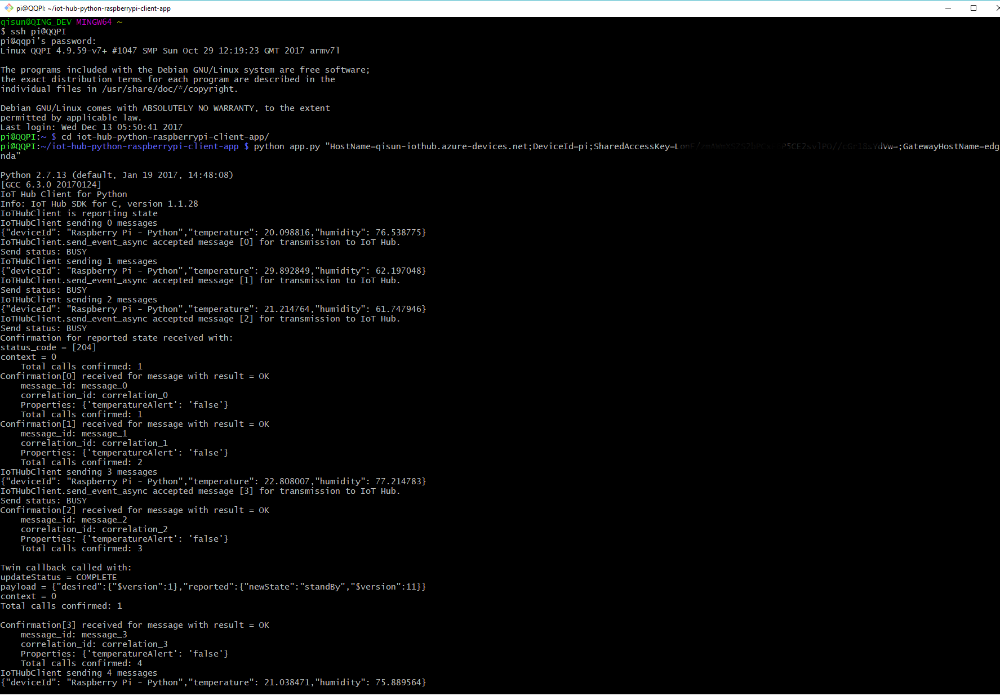 pi@QQPI: ~/iot-hub-python-raspberrypi-client-app
qisun@QING_DEV MINGW64 ~
$ ssh pi@QQPI
pi@qqpi's password:
Linux QQPI 4.9.59-v7+ #1047 SMP Sun Oct 29 12:19:23 GMT 2017 armv7l
The programs included with the Debian GNU/Linux system are free software;
the exact distribution terms for each program are described in the
individual files in /usr/share/doc/*/copyright.
Debian GNU/Linux comes with ABSOLUTELY NO WARRANTY, to the extent
permitted by applicable law.
Last login: Wed Dec 13 05:50:41 2017
pi@QQPI:~ $ cd iot-hub-python-raspberrypi-client-app/
pi@QQPI:~/iot-hub-python-raspberrypi-client-app $ python app.py "HostName=qisun-iothub.azure-devices.net;DeviceId=pi;SharedAccessKey= ;GatewayHostName=edg
nda"
Python 2.7.13 (default, Jan 19 2017, 14:48:08)
[GCC 6.3.0 20170124]
IoT Hub Client for Python
Info: IoT Hub SDK for C, version 1.1.28
IoTHubClient is reporting state
IoTHubClient sending 0 messages
{"deviceId": "Raspberry Pi - Python","temperature": 20.098816,"humidity": 76.538775}
IoTHubClient.send_event_async accepted message [0] for transmission to IoT Hub.
Send status: BUSY
IoTHubClient sending 1 messages
{"deviceId": "Raspberry Pi - Python","temperature": 29.892849,"humidity": 62.197048}
IoTHubClient.send_event_async accepted message [1] for transmission to IoT Hub.
Send status: BUSY
IoTHubClient sending 2 messages
{"deviceId": "Raspberry Pi - Python","temperature": 21.214764,"humidity": 61.747946}
IoTHubClient.send_event_async accepted message [2] for transmission to IoT Hub.
Send status: BUSY
Confirmation for reported state received with:
status_code = [204]
context = 0
Total calls confirmed: 1
Confirmation[0] received for message with result = OK
message_id: message_0
correlation_id: correlation_0
Properties: {'temperatureAlert': 'false'}
Total calls confirmed: 1
Confirmation[1] received for message with result = OK
message_id: message_1
correlation_id: correlation_1
Properties: {'temperatureAlert': 'false'}
Total calls confirmed: 2
IoTHubClient sending 3 messages
{"deviceId": "Raspberry Pi - Python","temperature": 22.808007,"humidity": 77.214783}
IoTHubClient.send_event_async accepted message [3] for transmission to IoT Hub.
Send status: BUSY
Confirmation[2] received for message with result = OK
message_id: message_2
correlation_id: correlation_2
Properties: {'temperatureAlert': 'false'}
Total calls confirmed: 3
Twin callback called with:
updateStatus = COMPLETE
payload = {"desired":{"$version":1},"reported":{"newState":"standBy","$version":11}}
context = 0
Total calls confirmed: 1
Confirmation[3] received for message with result = OK
message_id: message_3
correlation_id: correlation_3
Properties: {'temperatureAlert': 'false'}
Total calls confirmed: 4
IoTHubClient sending 4 messages
{"deviceId": "Raspberry Pi - Python","temperature": 21.038471,"humidity": 75.889564}